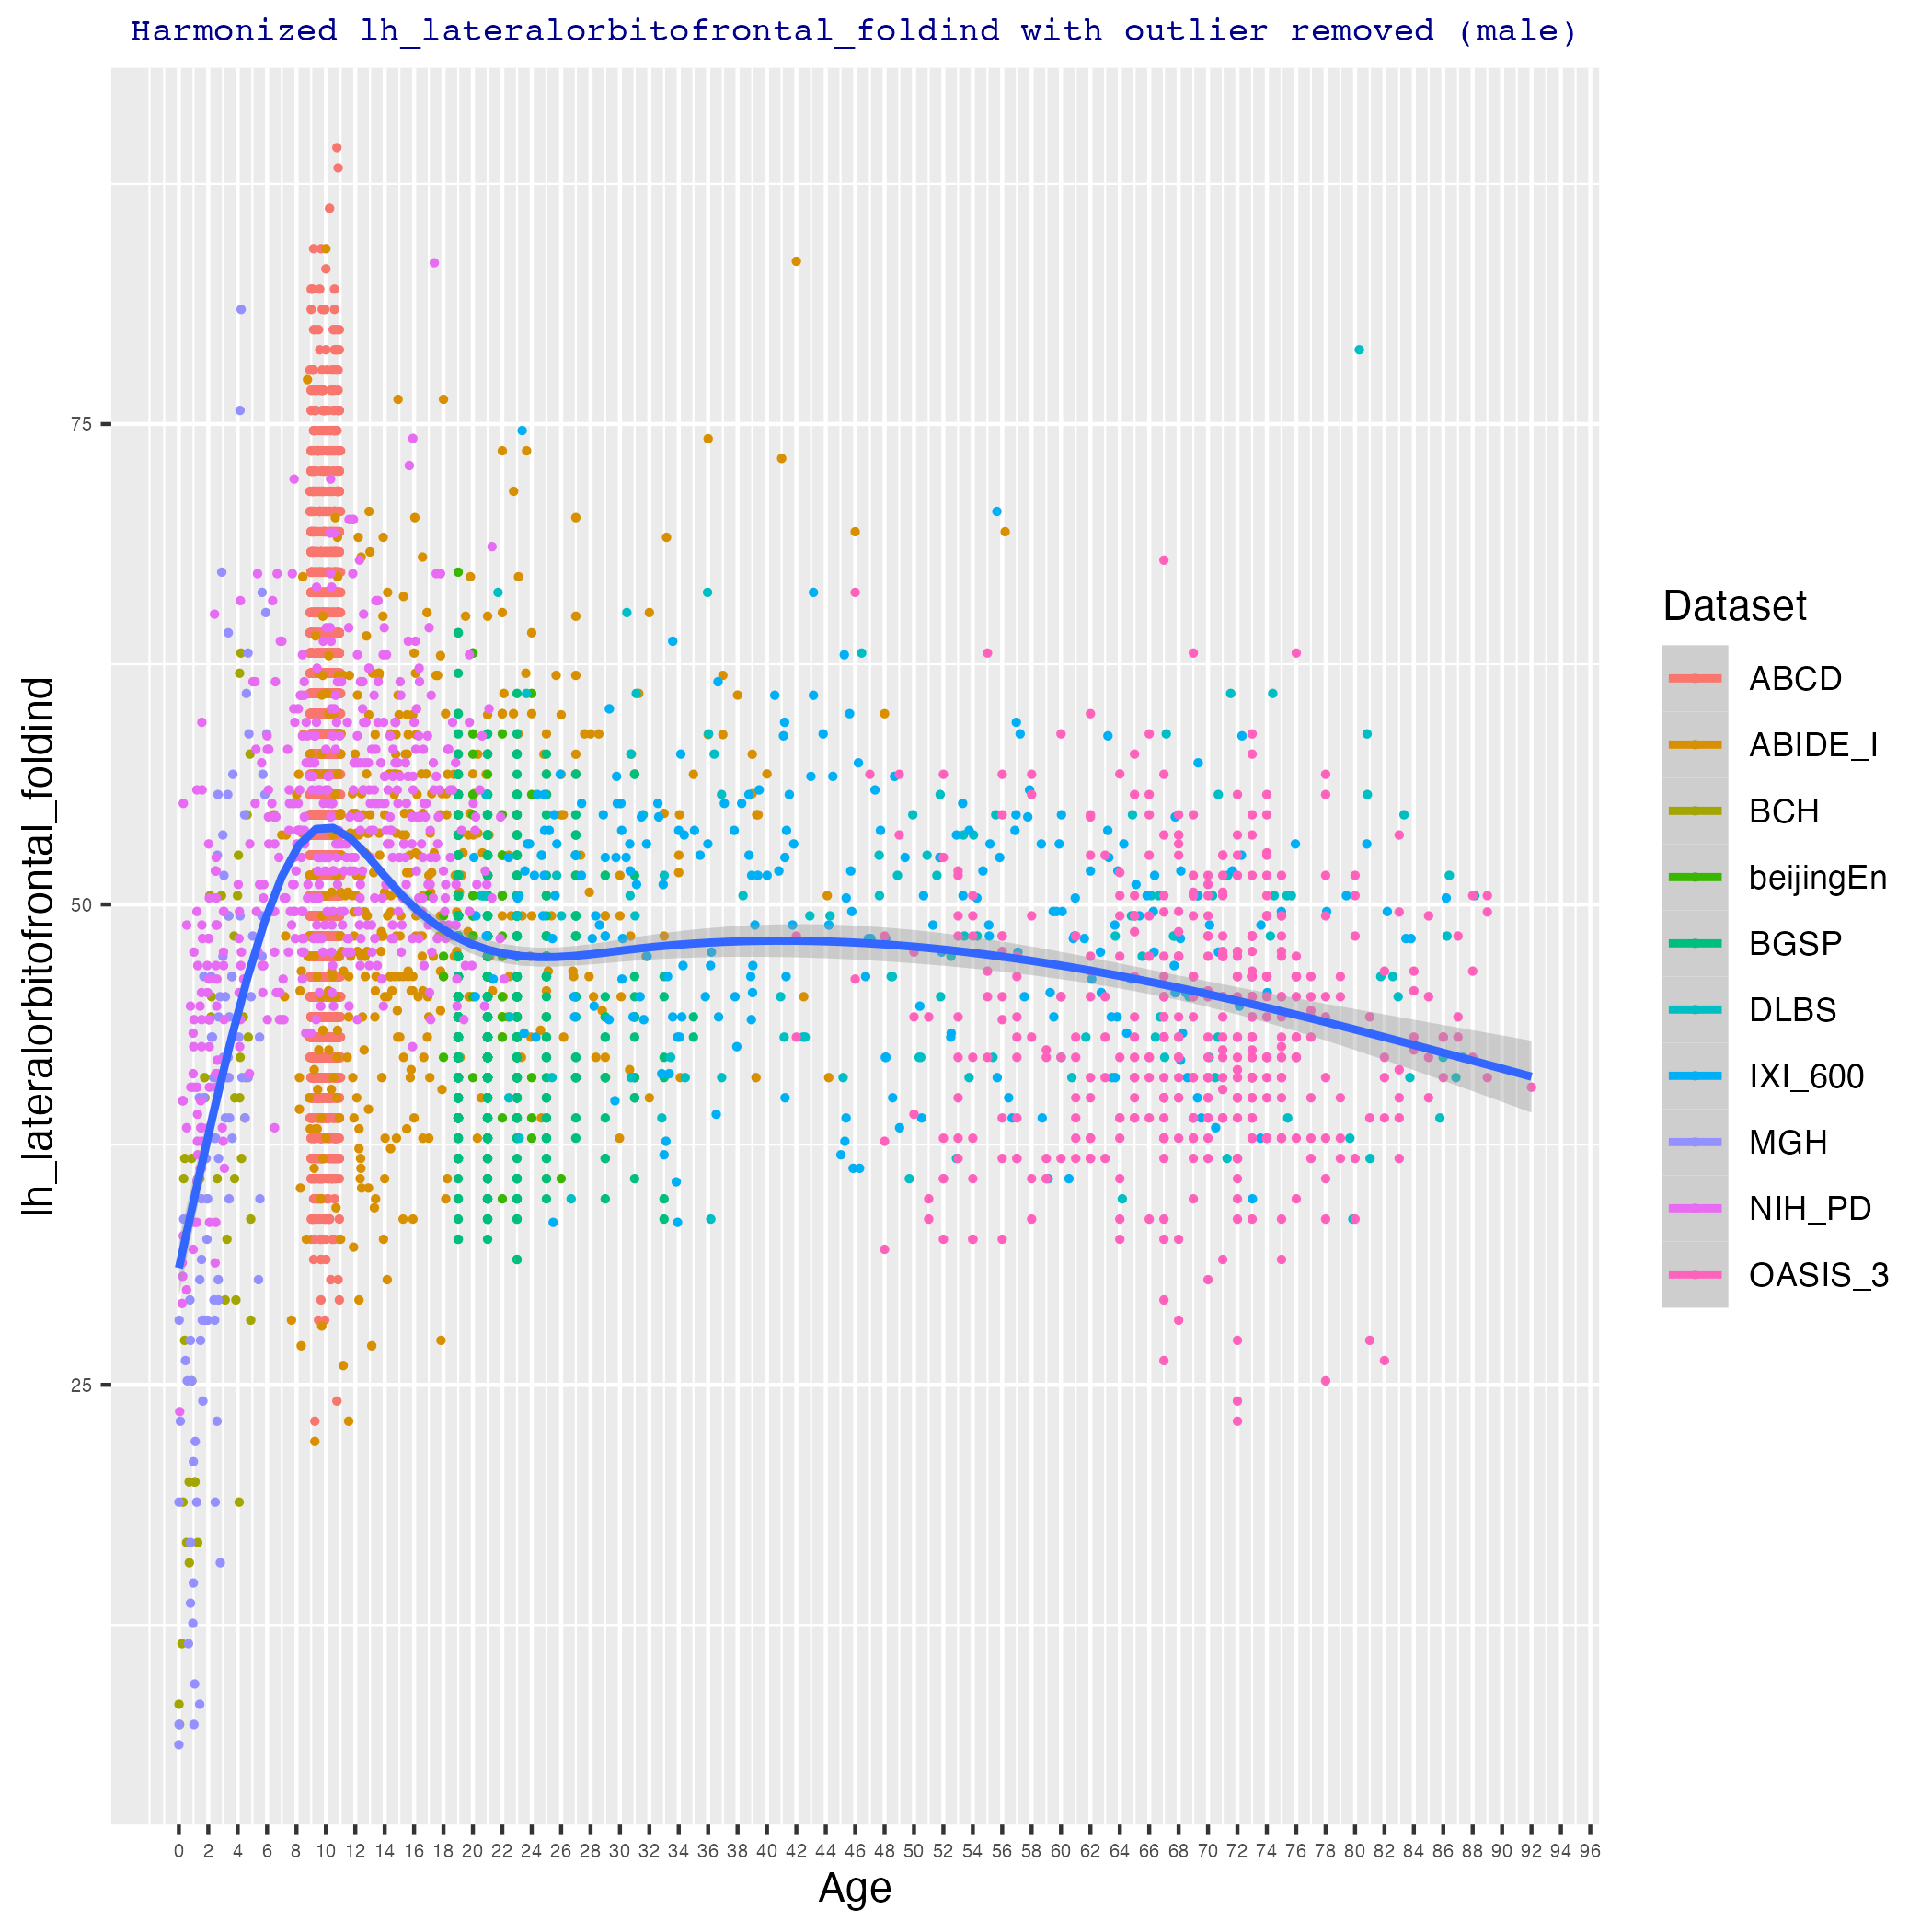 Harmonized lh_lateralorbitofrontal_foldind with outlier removed (male)
lh_lateralorbitofrontal_foldind
75
50
25
0 2 4 6 8 10 12 14 16 18 20 22 24 26 28 30 32 34 36 38 40 42 44 46 48 50 52 54 56 58 60 62 64 66 68 70 72 74 76 78 80 82 84 86 88 90 92 94 96
Age
Dataset
ABCD
ABIDE_I
BCH
beijingEn
BGSP
DLBS
IXI_600
MGH
NIH_PD
OASIS_3